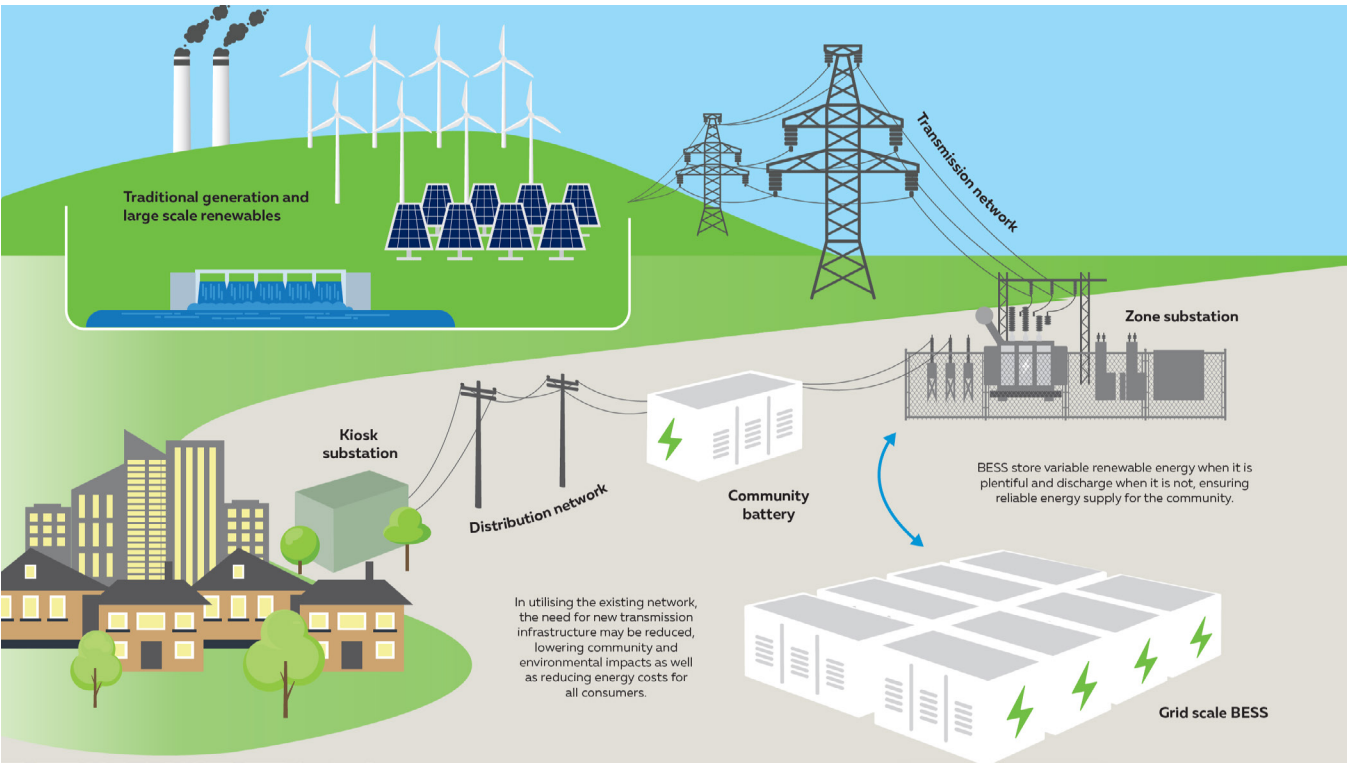 Traditional generation and
large scale renewables
Transmission network
Zone substation
Kiosk
substation
Distribution network
Community
battery
BESS store variable renewable energy when it is
plentiful and discharge when it is not, ensuring
reliable energy supply for the community.
In utilising the existing network,
the need for new transmission
infrastructure may be reduced,
lowering community and
environmental impacts as well
as reducing energy costs for
all consumers.
Grid scale BESS